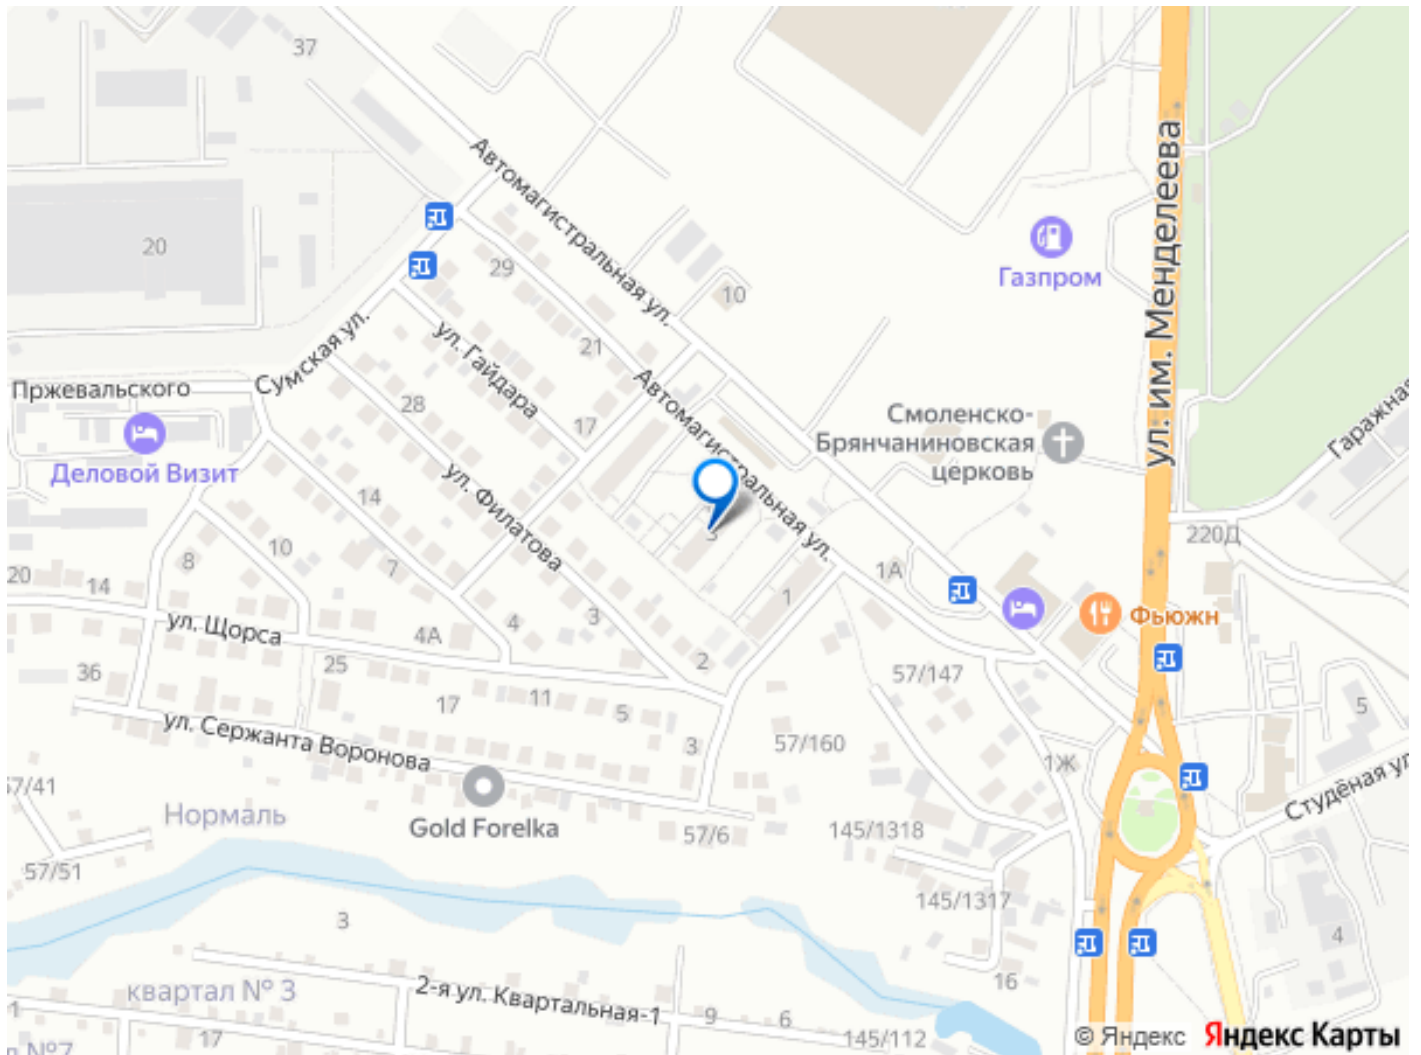 37
Автомагистральная ул.
ул. им. Менделеева
20
29
10
Газпром
21
Сумская ул.
ул. Гайдара
Автомагистральная ул.
Пржевальского
28
17
Смоленско-
Брянчаниновская
церковь
Гаражная
Деловой Визит
ул. Филатова
14
3
220Д
10
8
7
1А
20
14
1
ул. Щорса
4А
4
3
Фьюжн
36
25
2
57/147
17
11
5
5
ул. Сержанта Воронова
3
57/160
1Ж
7/41
Студёная ул
Нормаль
Gold Forelka
57/6
145/1318
57/51
145/1317
3
4
квартал № 3
2-я ул. Квартальная-1
16
1
17
9
6
145/112
л №7
© Яндекс
Яндекс Карты